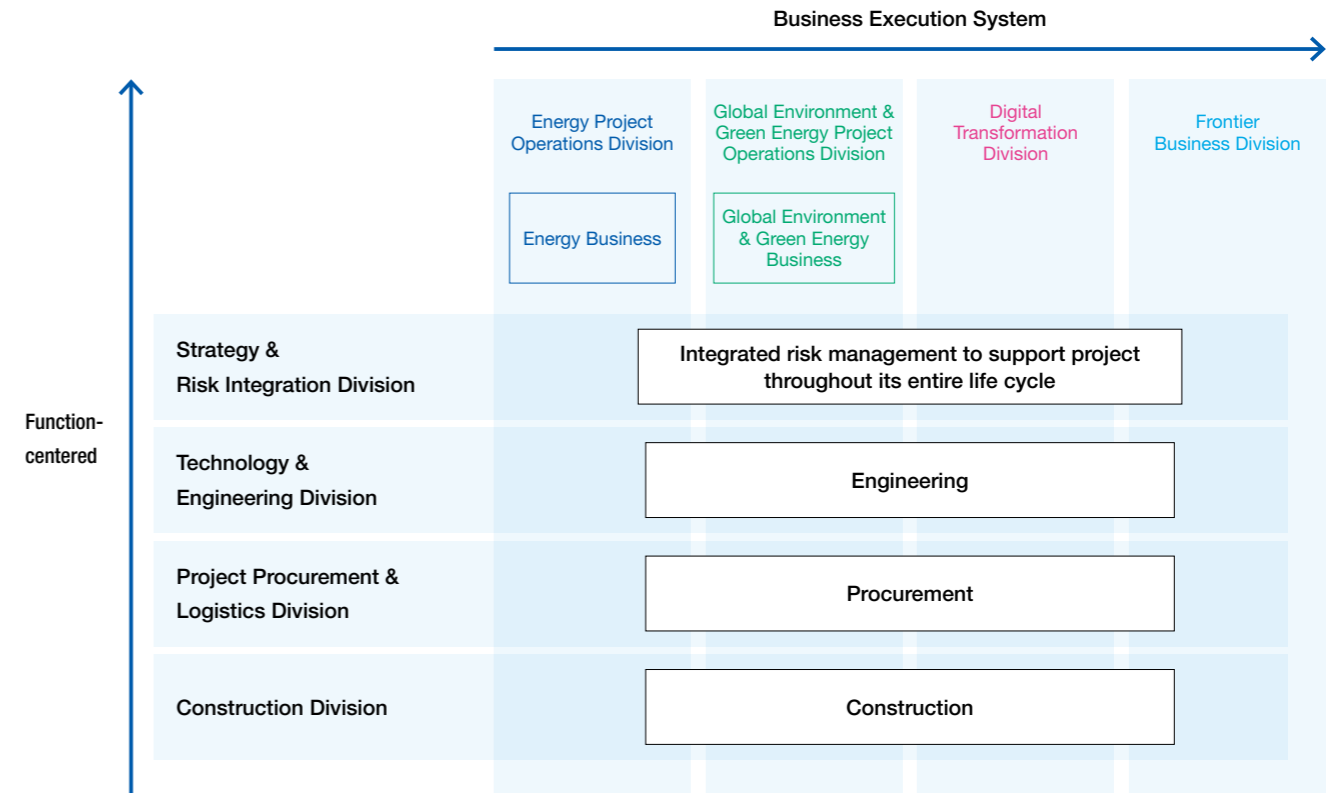 Business Execution System
Energy Project
Operations Division
Global Environment &
Green Energy Project
Operations Division
Digital
Transformation
Division
Frontier
Business Division
Energy Business
Global Environment
& Green Energy
Business
Function-
centered
Strategy &
Risk Integration Division
Integrated risk management to support project
throughout its entire life cycle
Technology &
Engineering Division
Engineering
Project Procurement &
Logistics Division
Procurement
Construction Division
Construction